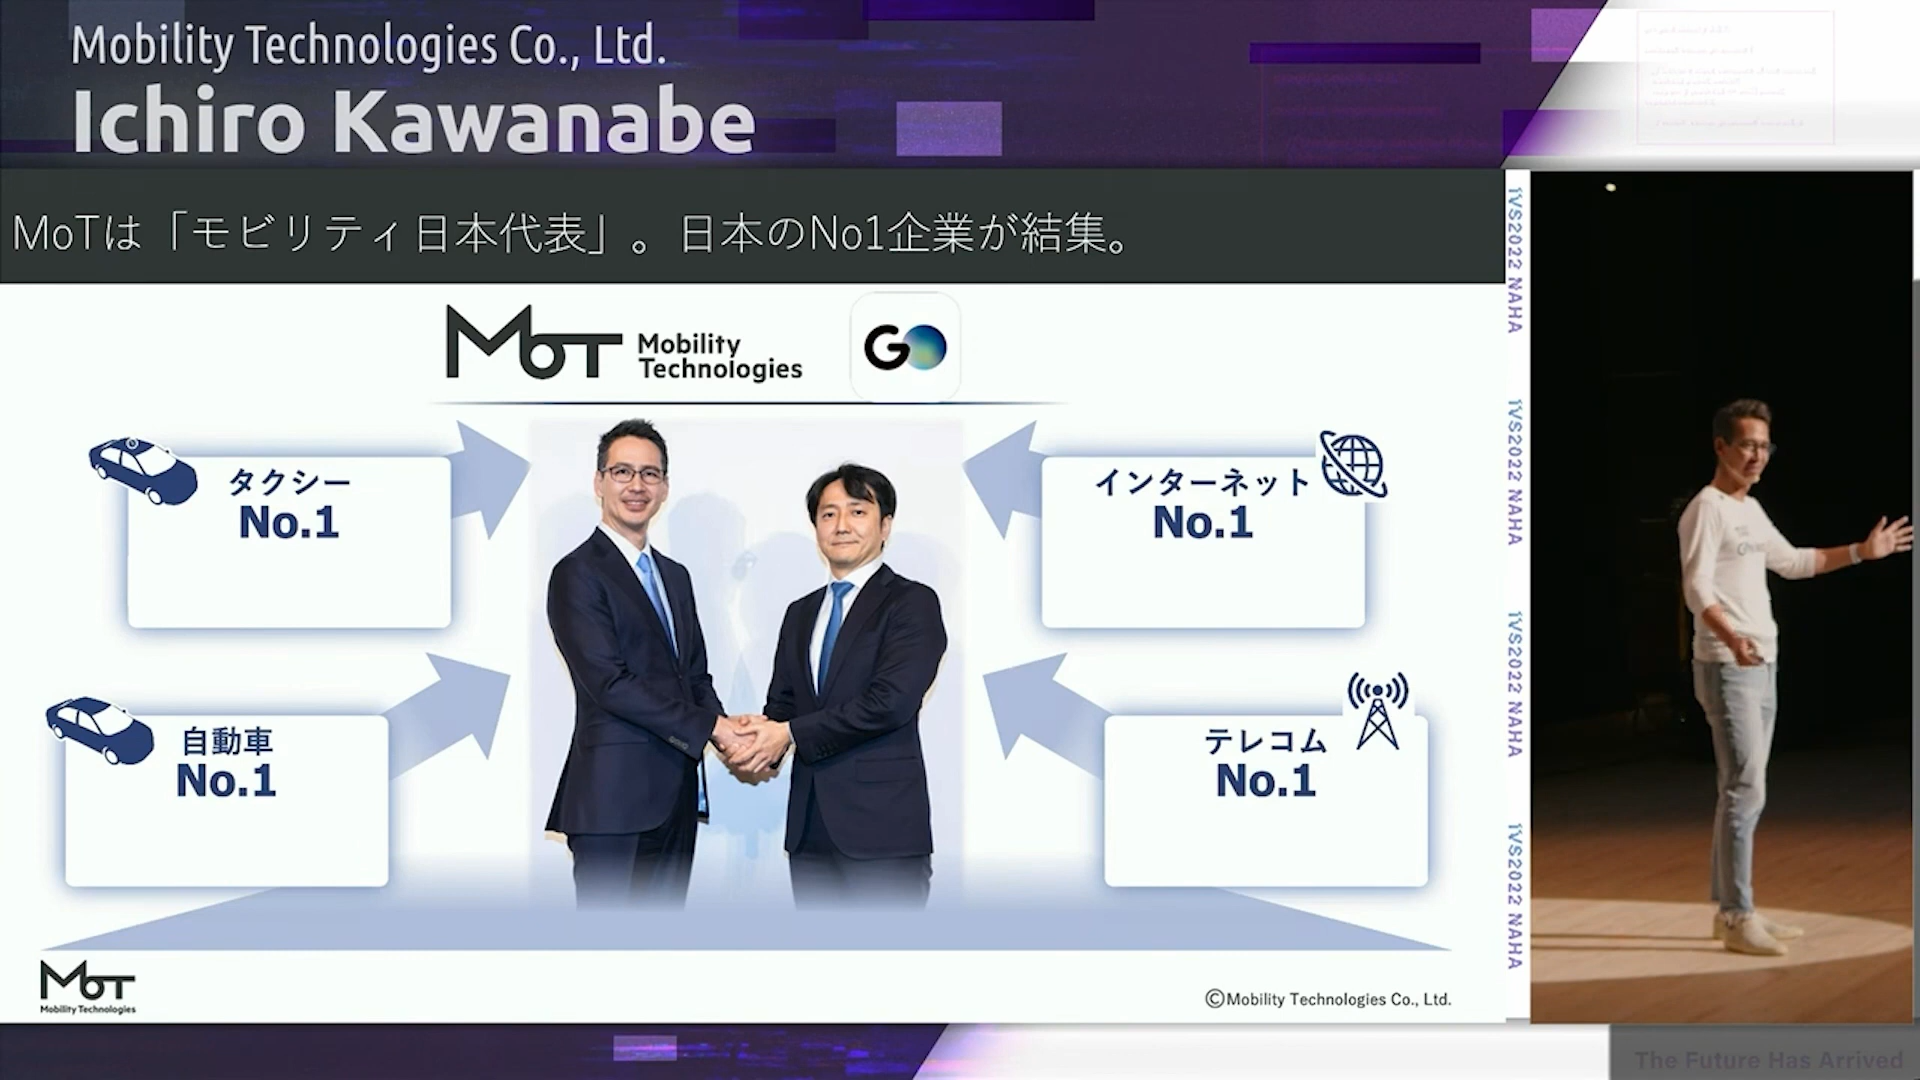 Mobility Technologies Co., Ltd.
Ichiro Kawanabe
MoTは「モビリティ日本代表」。日本のNo1企業が結集。
MoT Mobility
Technologies
GO
タクシー
No.1
インターネット
No.1
自動車
No.1
テレコム
No.1
MoT
Mobility Technologies
©Mobility Technologies Co., Ltd.
IVS2022 NAHA
IVS2022 NAHA
IVS2022 NAHA
IVS2022 NAHA
The Future Has Arrived